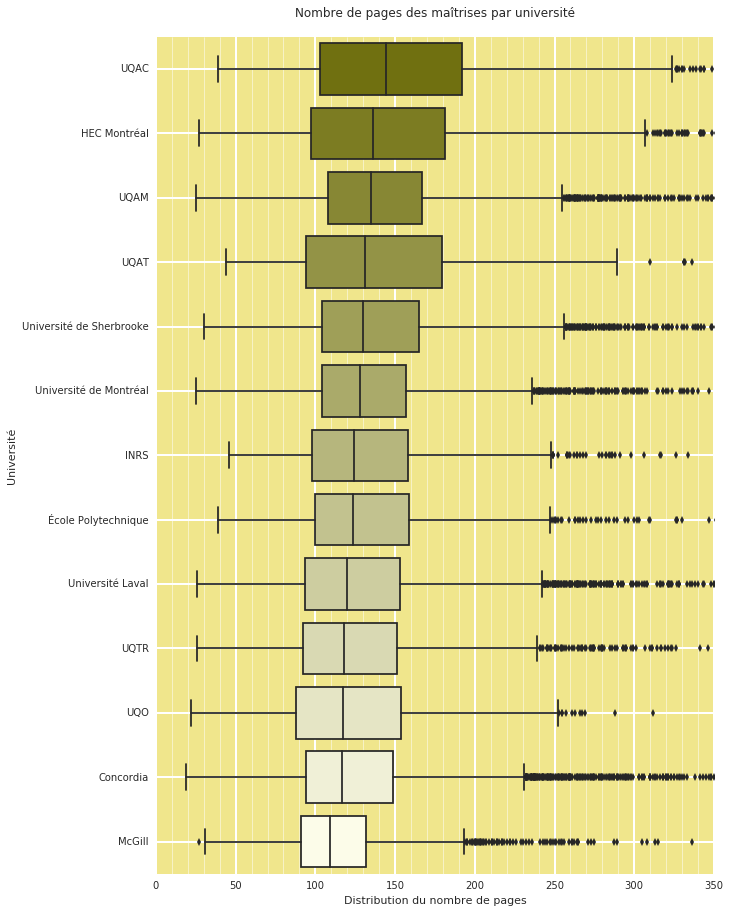 Nombre de pages des maîtrises par université
UQAC
HEC Montréal
UQAM
UQAT
Université de Sherbrooke
Université de Montréal
INRS
École Polytechnique
Université Laval
UQTR
UQO
Concordia
McGill
Université
0 50 100 150 200 250 300 350
Distribution du nombre de pages